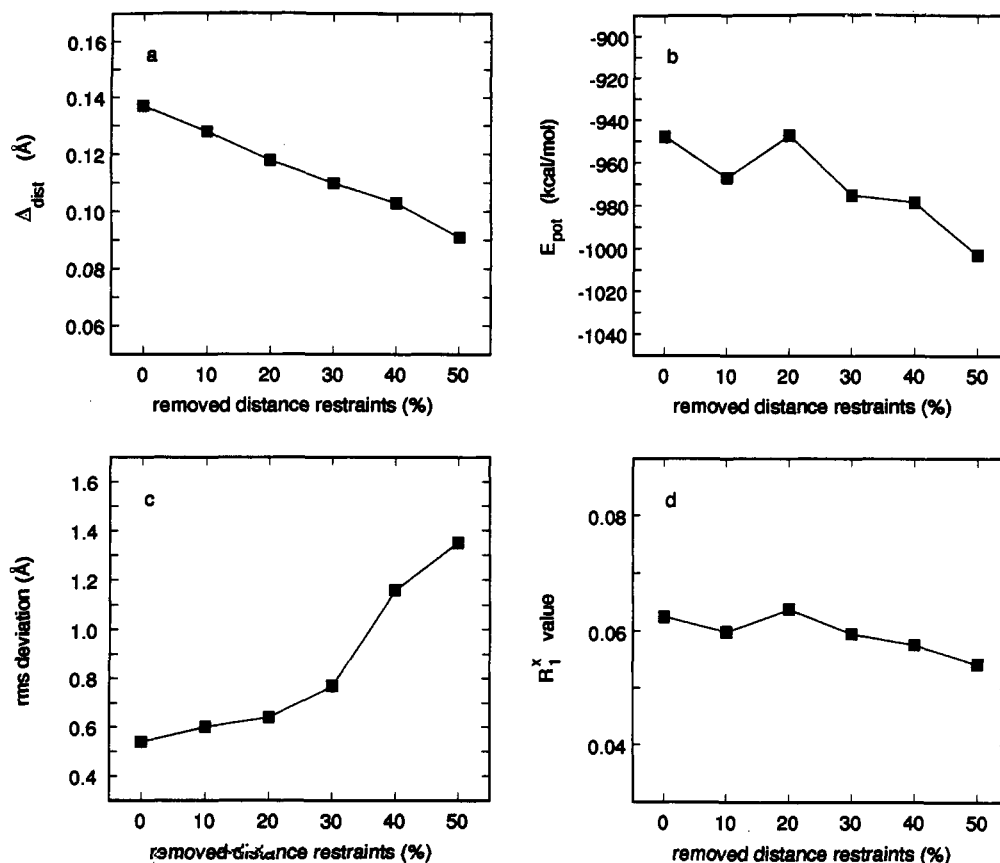 a
0.16
0.14
0.12
0.10
0.08
0.06
Δdist (Å)
0 10 20 30 40 50
removed distance restraints (%)
b
-900
-920
-940
-960
-980
-1000
-1020
-1040
Epot (kcal/mol)
0 10 20 30 40 50
removed distance restraints (%)
c
1.6
1.4
1.2
1.0
0.8
0.6
0.4
rms deviation (Å)
0 10 20 30 40 50
removed distance restraints (%)
d
0.08
0.06
0.04
R₁ˣ value
0 10 20 30 40 50
removed distance restraints (%)